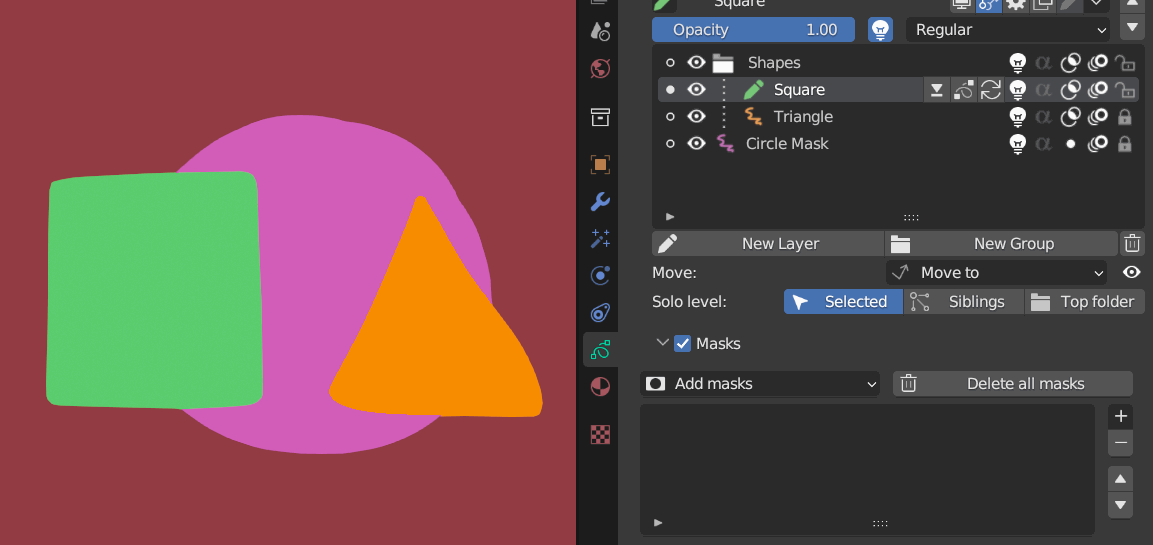 Square
Opacity 1.00 Regular
Shapes α
Square α
Triangle α
Circle Mask α
New Layer New Group
Move: Move to
Solo level: Selected Siblings Top folder
Masks
Add masks Delete all masks